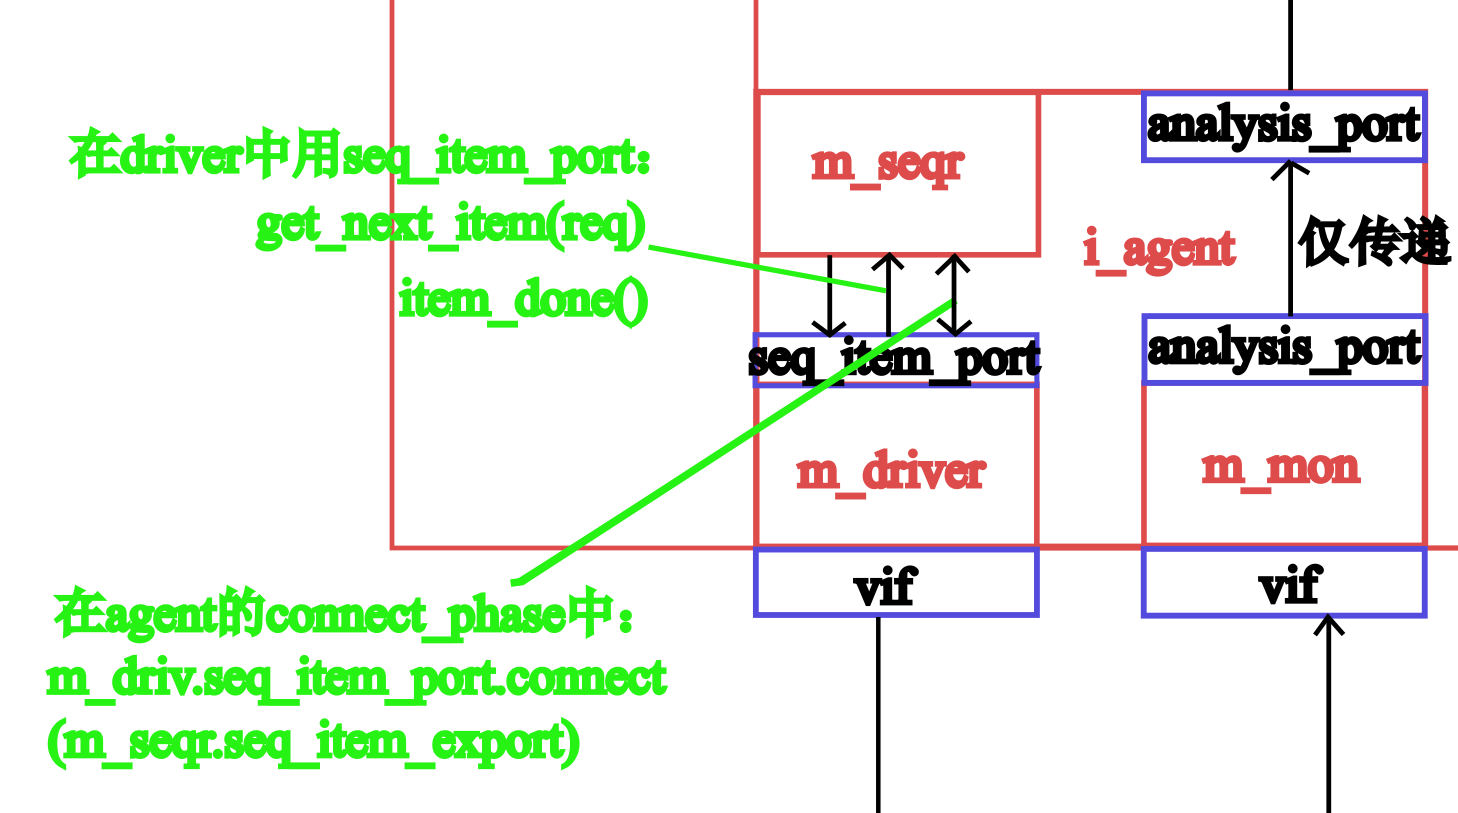 analysis_port
m_seqr
在driver中用seq_item_port：
get_next_item(req)
item_done()
i_agent
仅传递
seq_item_port
analysis_port
m_driver
m_mon
vif
vif
在agent的connect_phase中：
m_driv.seq_item_port.connect
(m_seqr.seq_item_export)